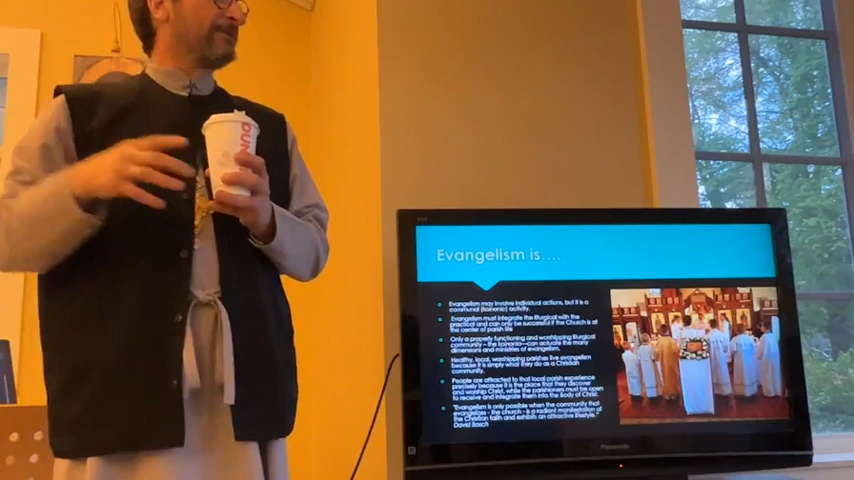 DUN
Evangelism is....
Evangelism may involve individual actions, but it is a
communal (koinonic) activity.
Evangelism must integrate the liturgical with the
practical and can only be successful if the Church is at
the center of parish life
Only a properly functioning and worshipping
community – the koinonia—can actuate the many
dimensions and ministries of evangelism.
Healthy, communal, worshipping parishes live evangelism
because it is simply what they do as a Christian
community.
People are attracted to that local parish experience
precisely because it is the place that they discover the
Body of Christ, while the parishioners must be open
to receive and integrate them into the Body of Christ.
"Evangelism is only possible when the community that
evangelizes - the church - is a radiant manifestation of
the Christian faith and exhibits an attractive lifestyle."
David Bosch
Panasonic